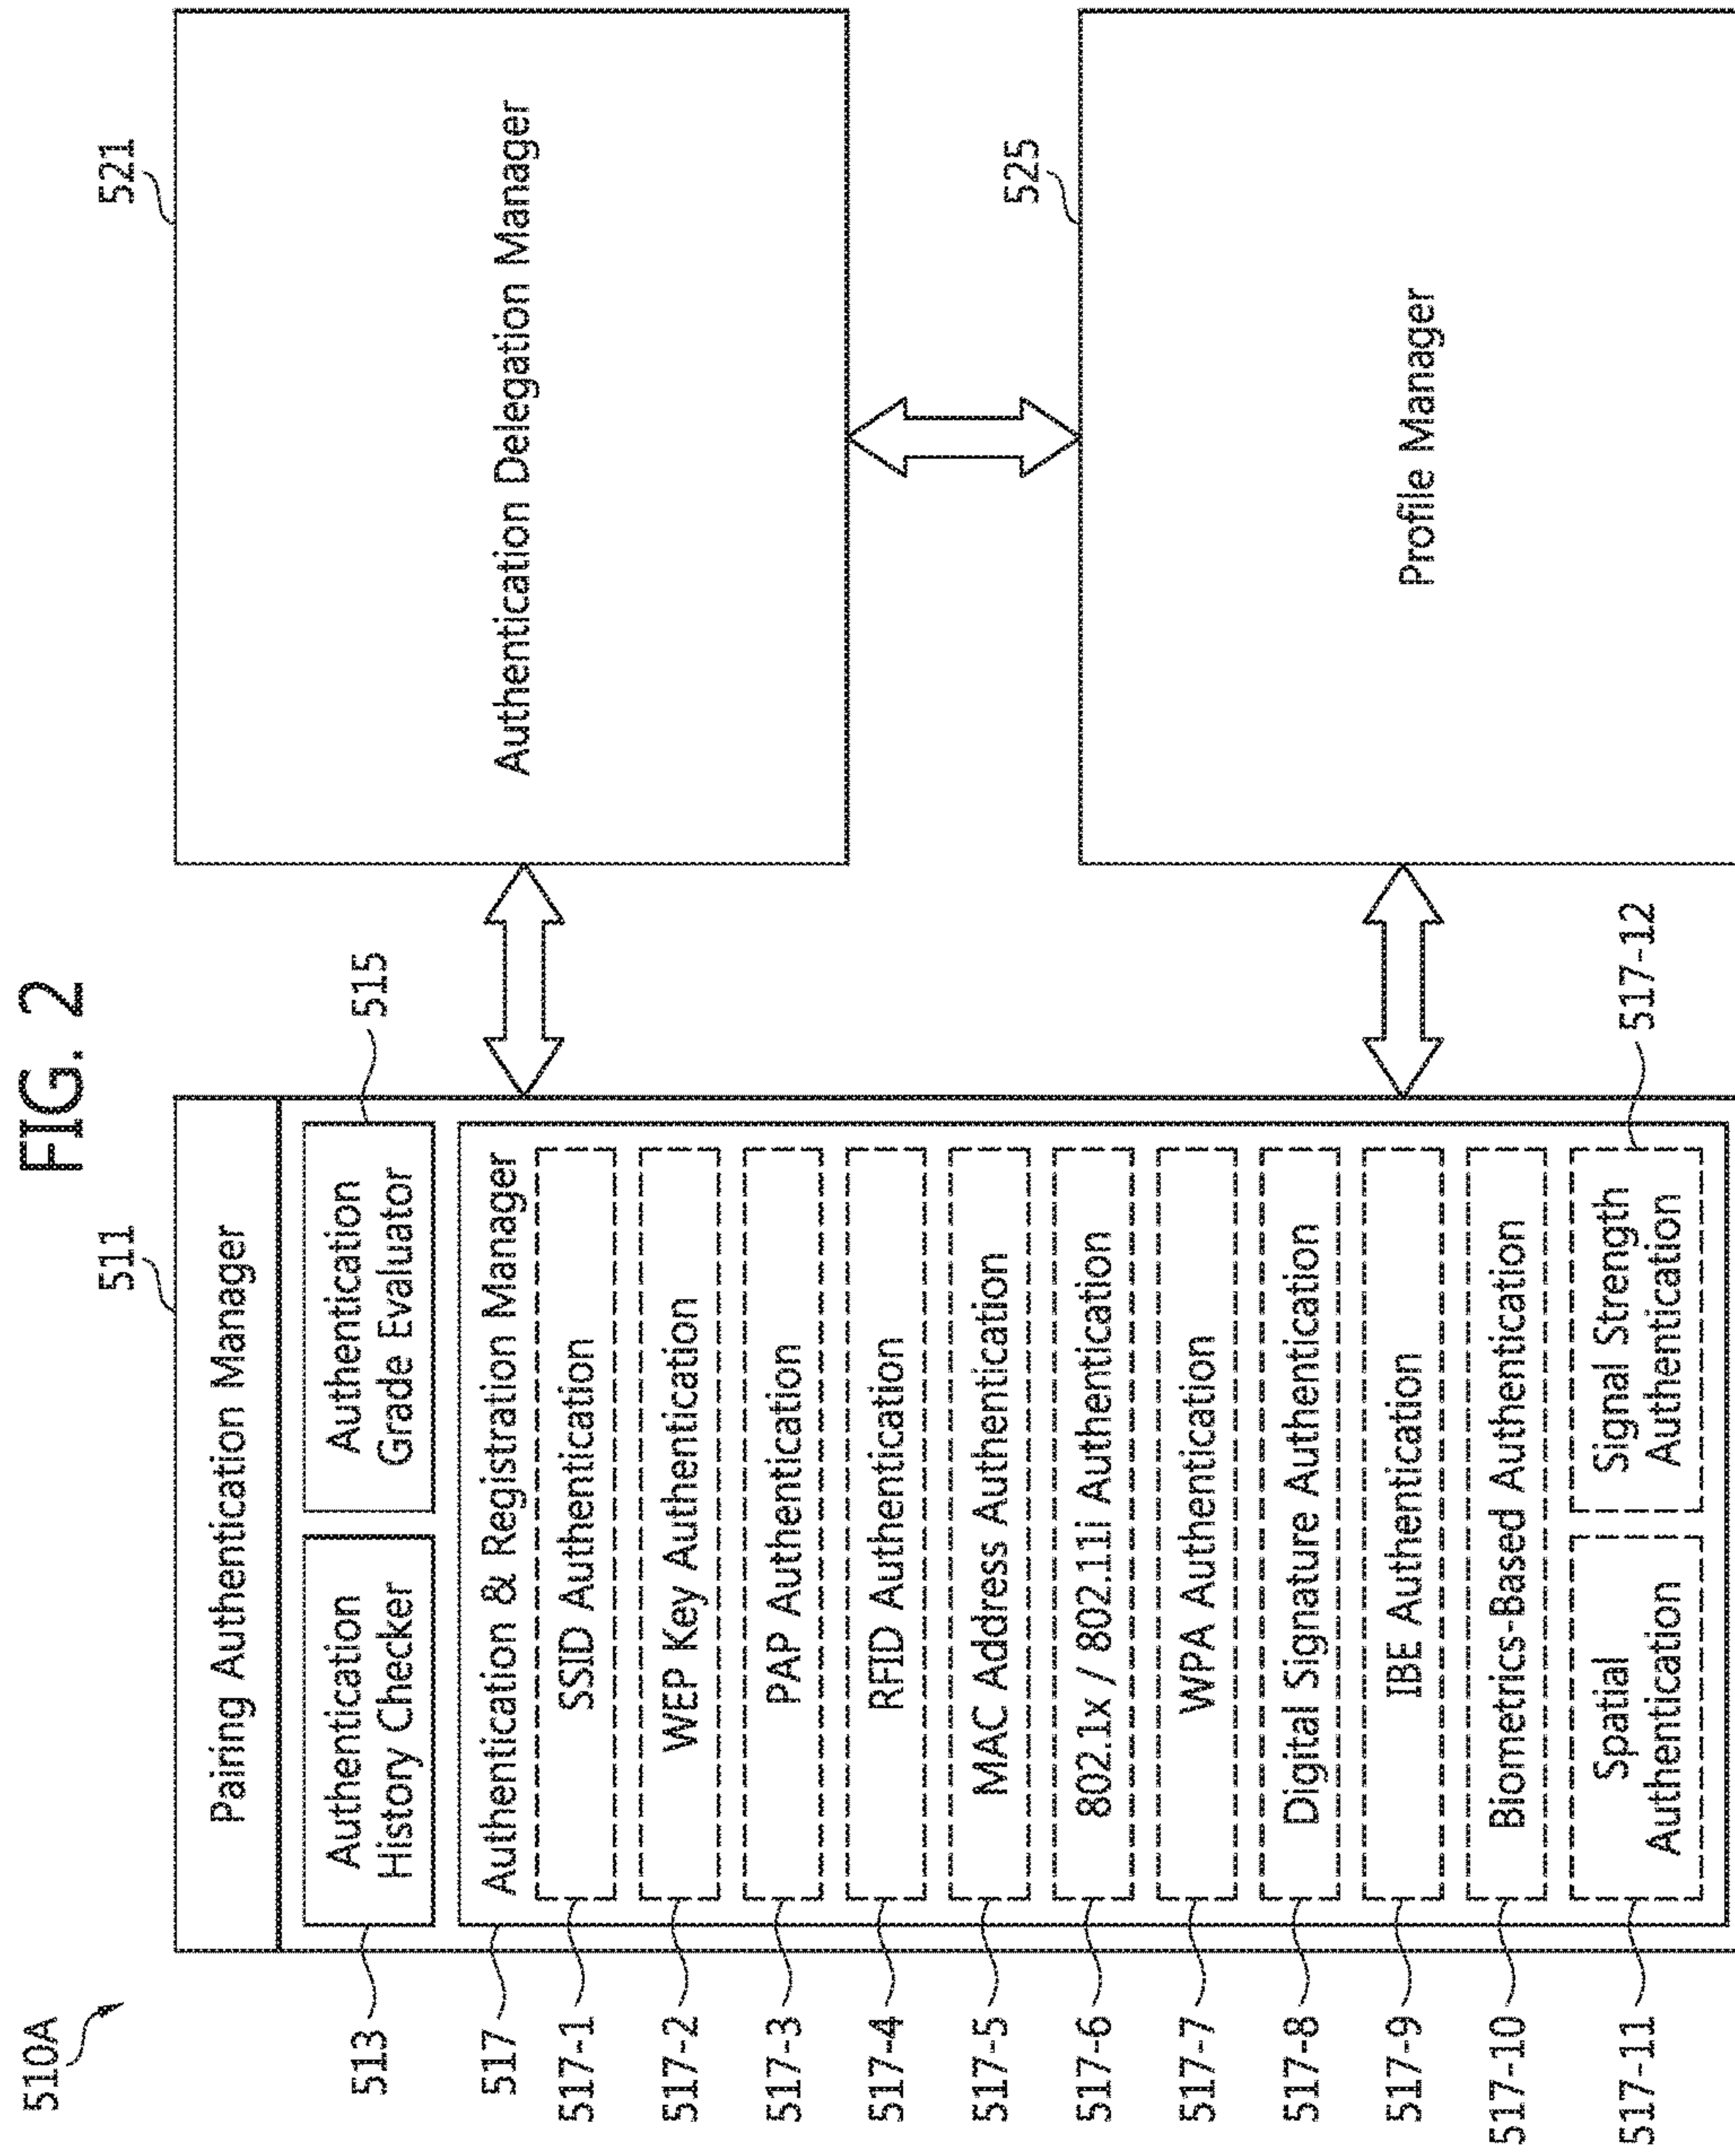 FIG. 2
510A
511
Pairing Authentication Manager
513
Authentication
History Checker
Authentication
Grade Evaluator
515
517
Authentication & Registration Manager
517-1
SSID Authentication
517-2
WEP Key Authentication
517-3
PAP Authentication
517-4
RFID Authentication
517-5
MAC Address Authentication
517-6
802.1x / 802.11i Authentication
517-7
WPA Authentication
517-8
Digital Signature Authentication
517-9
IBE Authentication
517-10
Biometrics-Based Authentication
517-11
Spatial
Authentication
Signal Strength
Authentication
517-12
521
Authentication Delegation Manager
525
Profile Manager